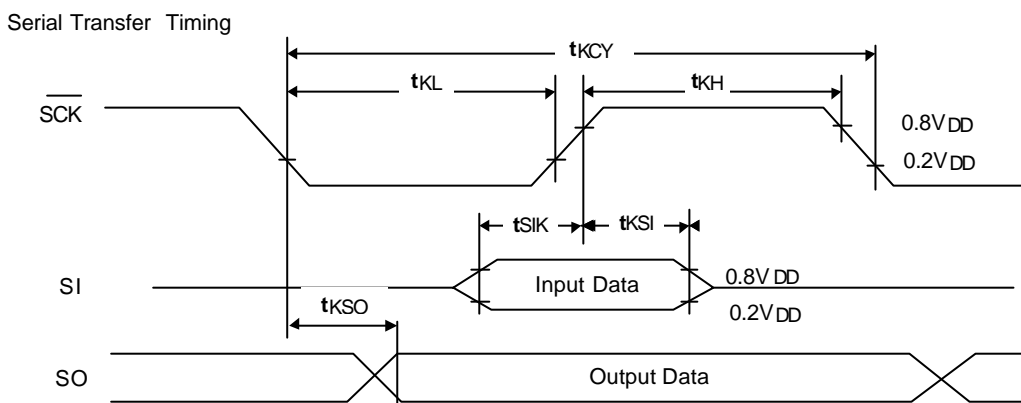 Serial Transfer Timing
tKCY
tKL
tKH
SCK
0.8VDD
0.2VDD
tSIK
tKSI
SI
Input Data
0.8VDD
0.2VDD
tKSO
SO
Output Data